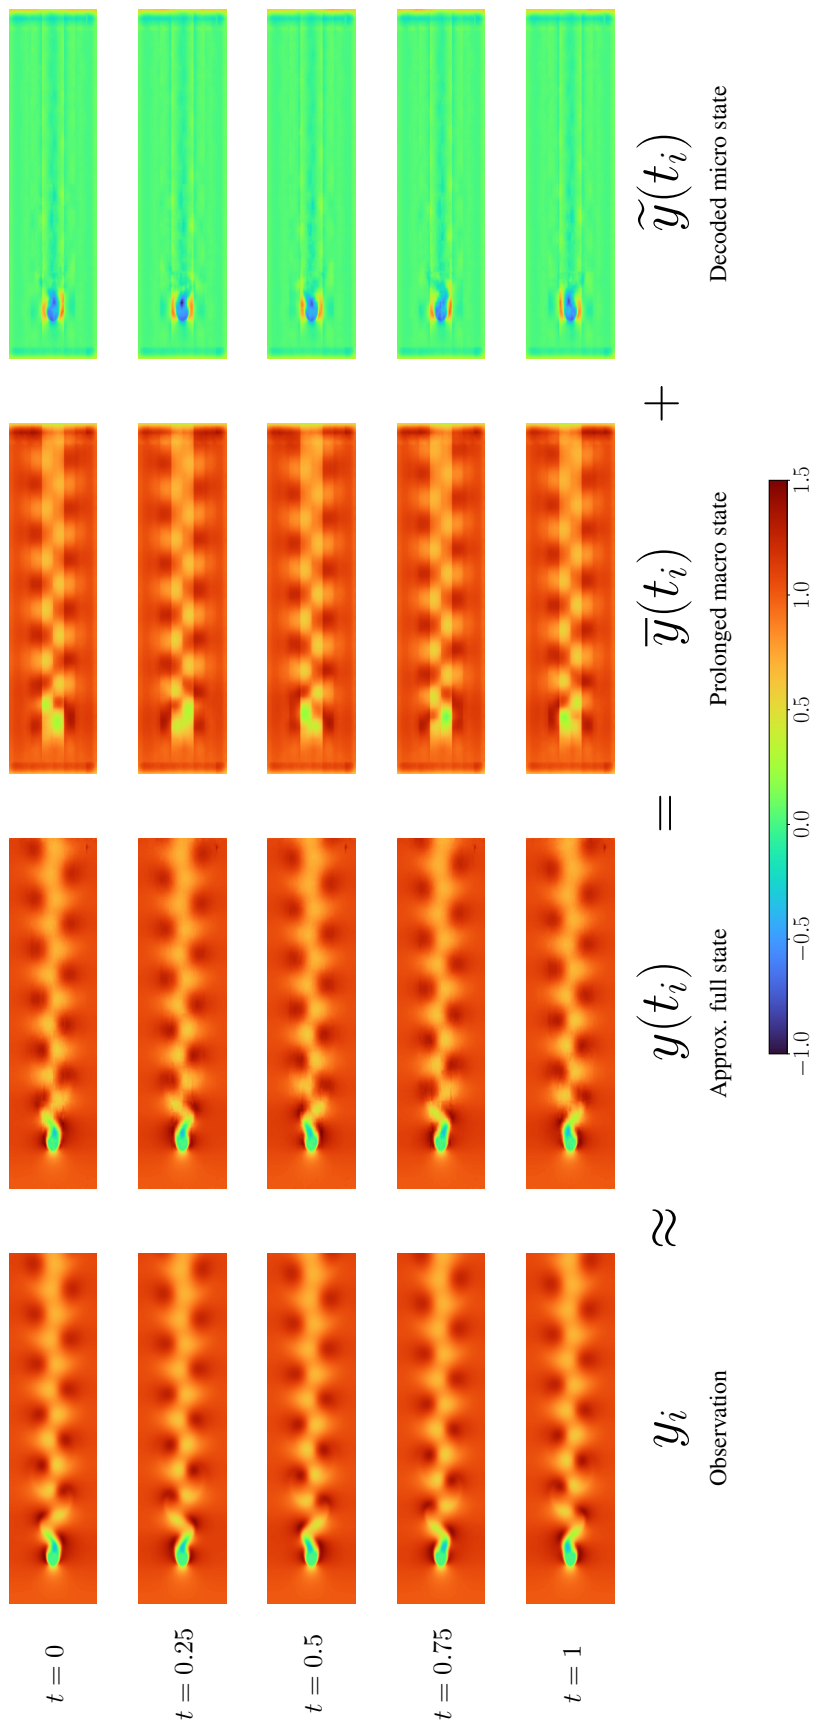 t = 0
t = 0.25
t = 0.5
t = 0.75
t = 1
y_i ≈ y(t_i) = ȳ(t_i) + ỹ(t_i)
Observation Approx. full state Prolonged macro state Decoded micro state
−1.0 −0.5 0.0 0.5 1.0 1.5